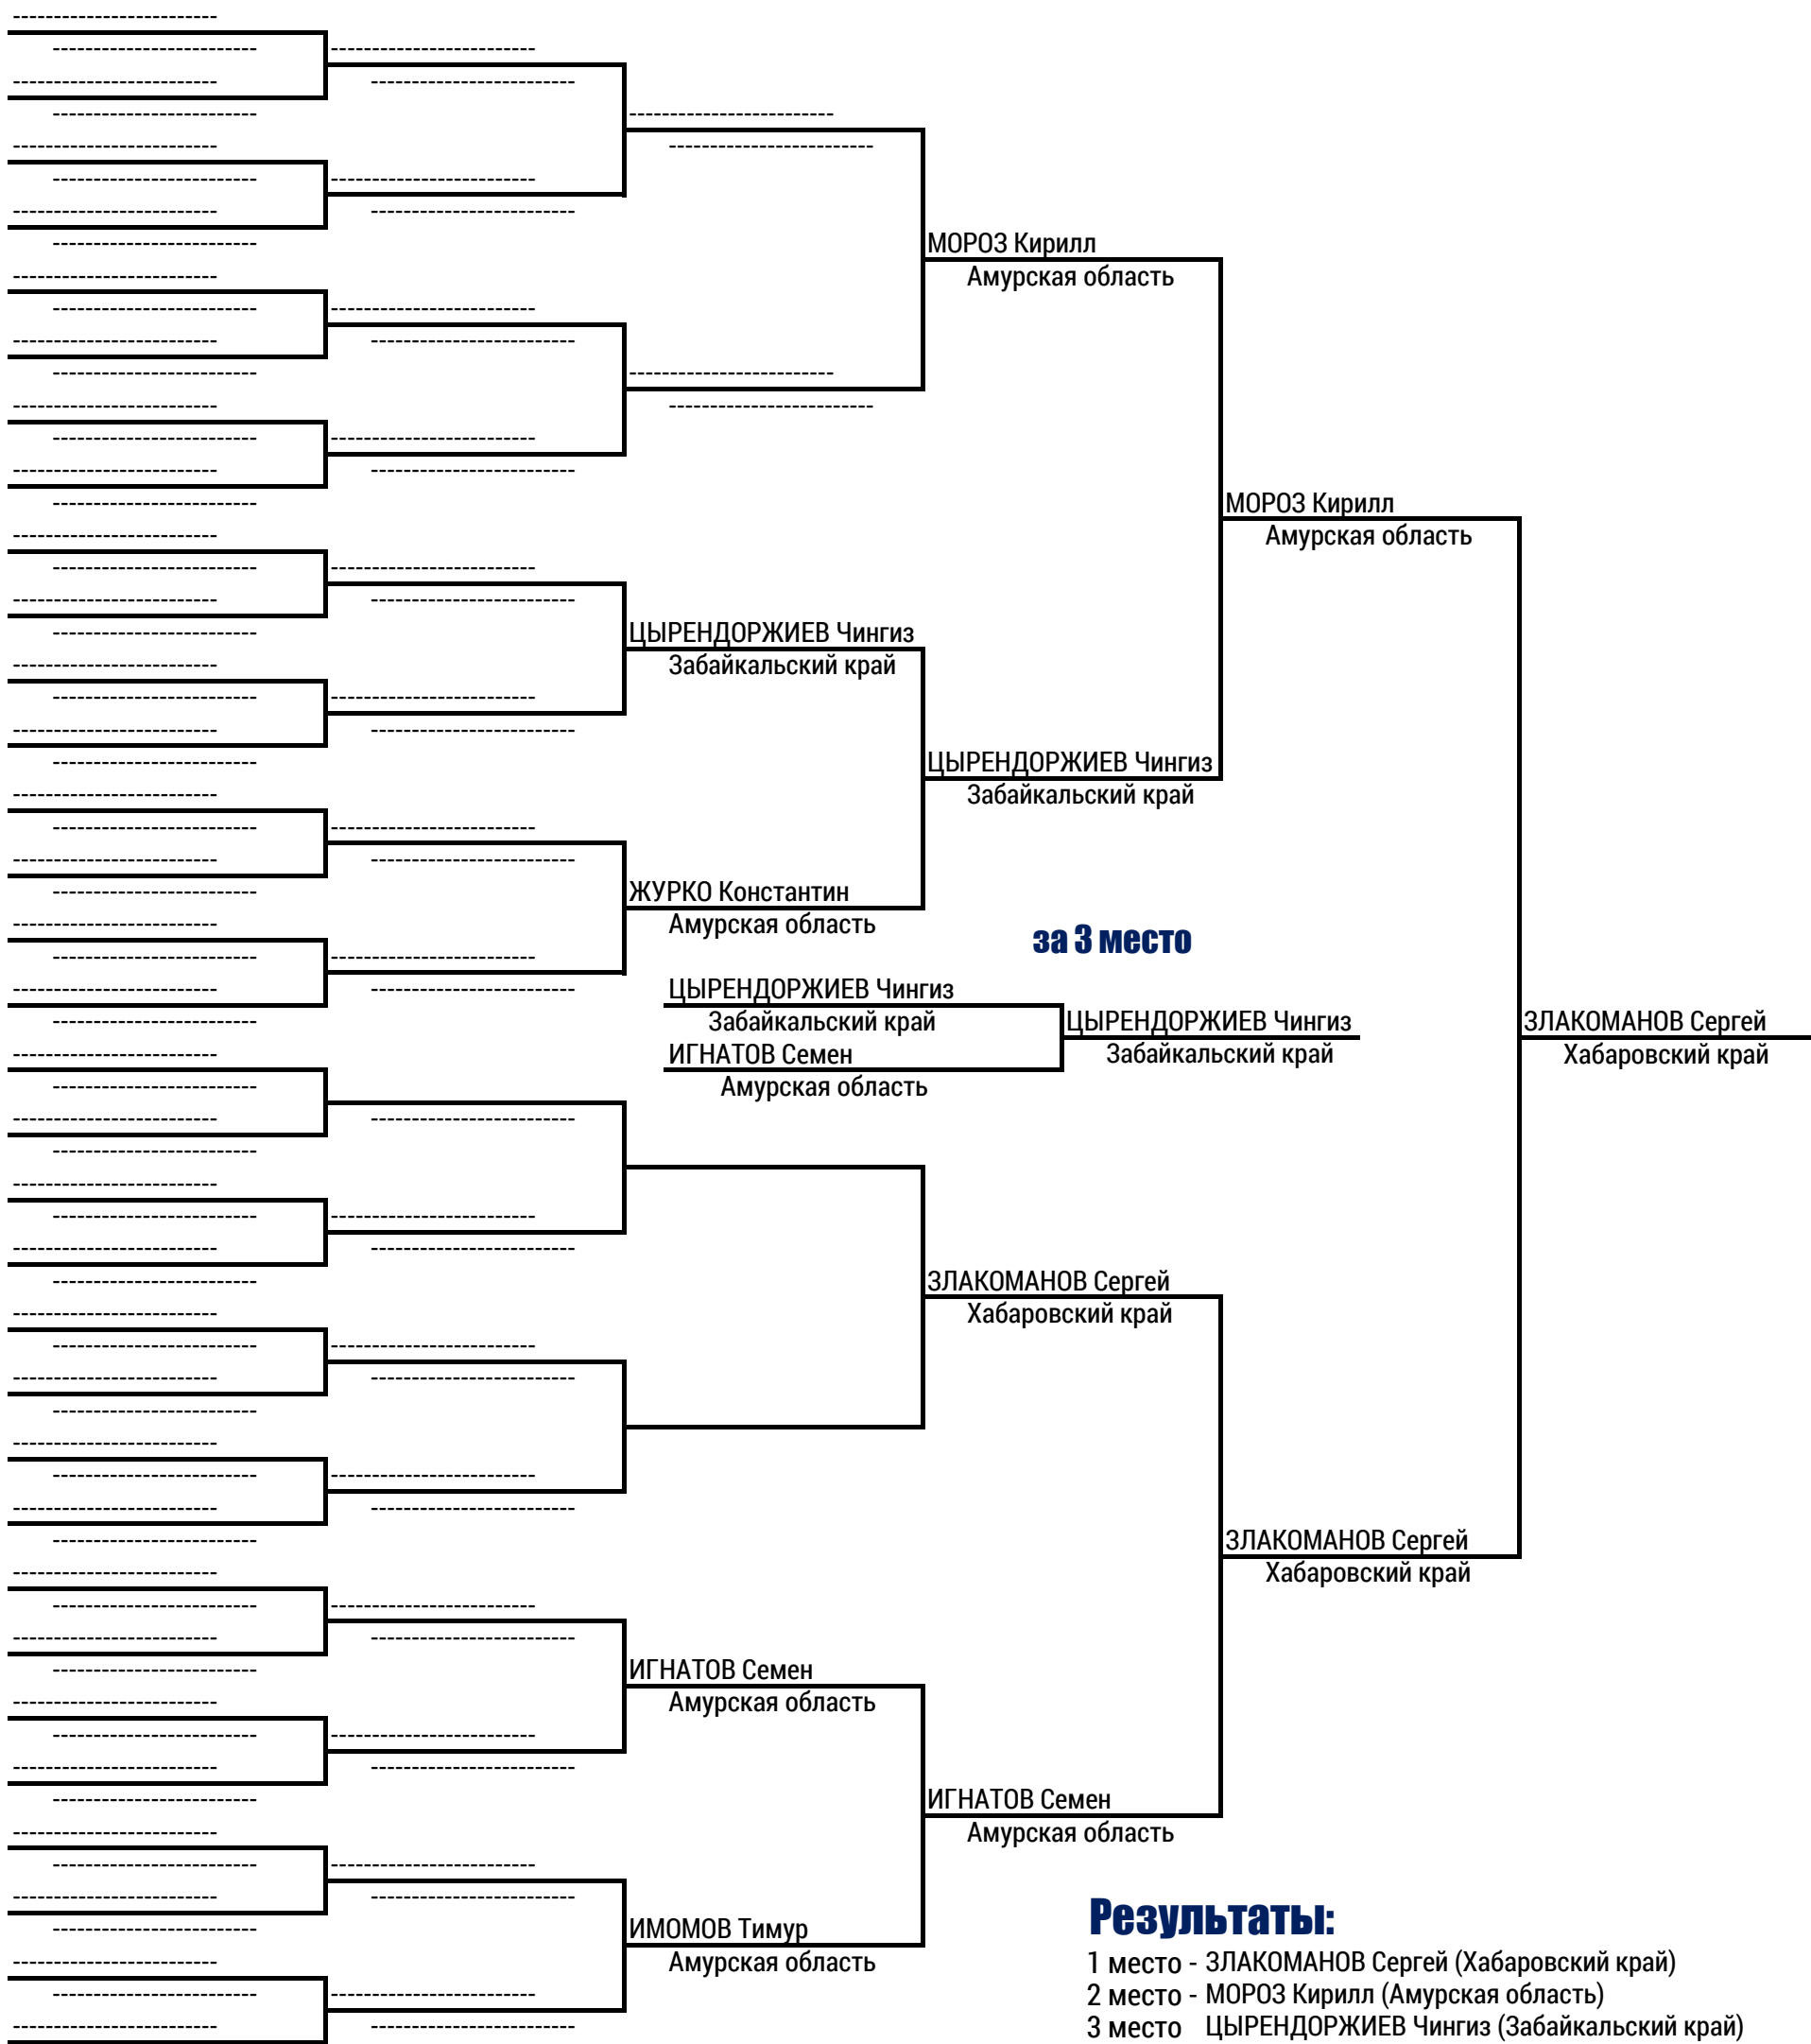 МОРОЗ Кирилл
Амурская область
МОРОЗ Кирилл
Амурская область
ЦЫРЕНДОРЖИЕВ Чингиз
Забайкальский край
ЦЫРЕНДОРЖИЕВ Чингиз
Забайкальский край
ЖУРКО Константин
Амурская область
за 3 место
ЦЫРЕНДОРЖИЕВ Чингиз
Забайкальский край
ИГНАТОВ Семен
Амурская область
ЦЫРЕНДОРЖИЕВ Чингиз
Забайкальский край
ЗЛАКОМАНОВ Сергей
Хабаровский край
ЗЛАКОМАНОВ Сергей
Хабаровский край
ЗЛАКОМАНОВ Сергей
Хабаровский край
ИГНАТОВ Семен
Амурская область
ИГНАТОВ Семен
Амурская область
ИМОМОВ Тимур
Амурская область
Результаты:
1 место - ЗЛАКОМАНОВ Сергей (Хабаровский край)
2 место - МОРОЗ Кирилл (Амурская область)
3 место ЦЫРЕНДОРЖИЕВ Чингиз (Забайкальский край)